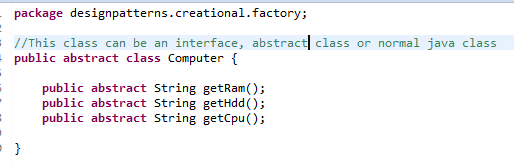 package designpatterns.creational.factory;
//This class can be an interface, abstract class or normal java class
public abstract class Computer {
public abstract String getRam();
public abstract String getHdd();
public abstract String getCpu();
}